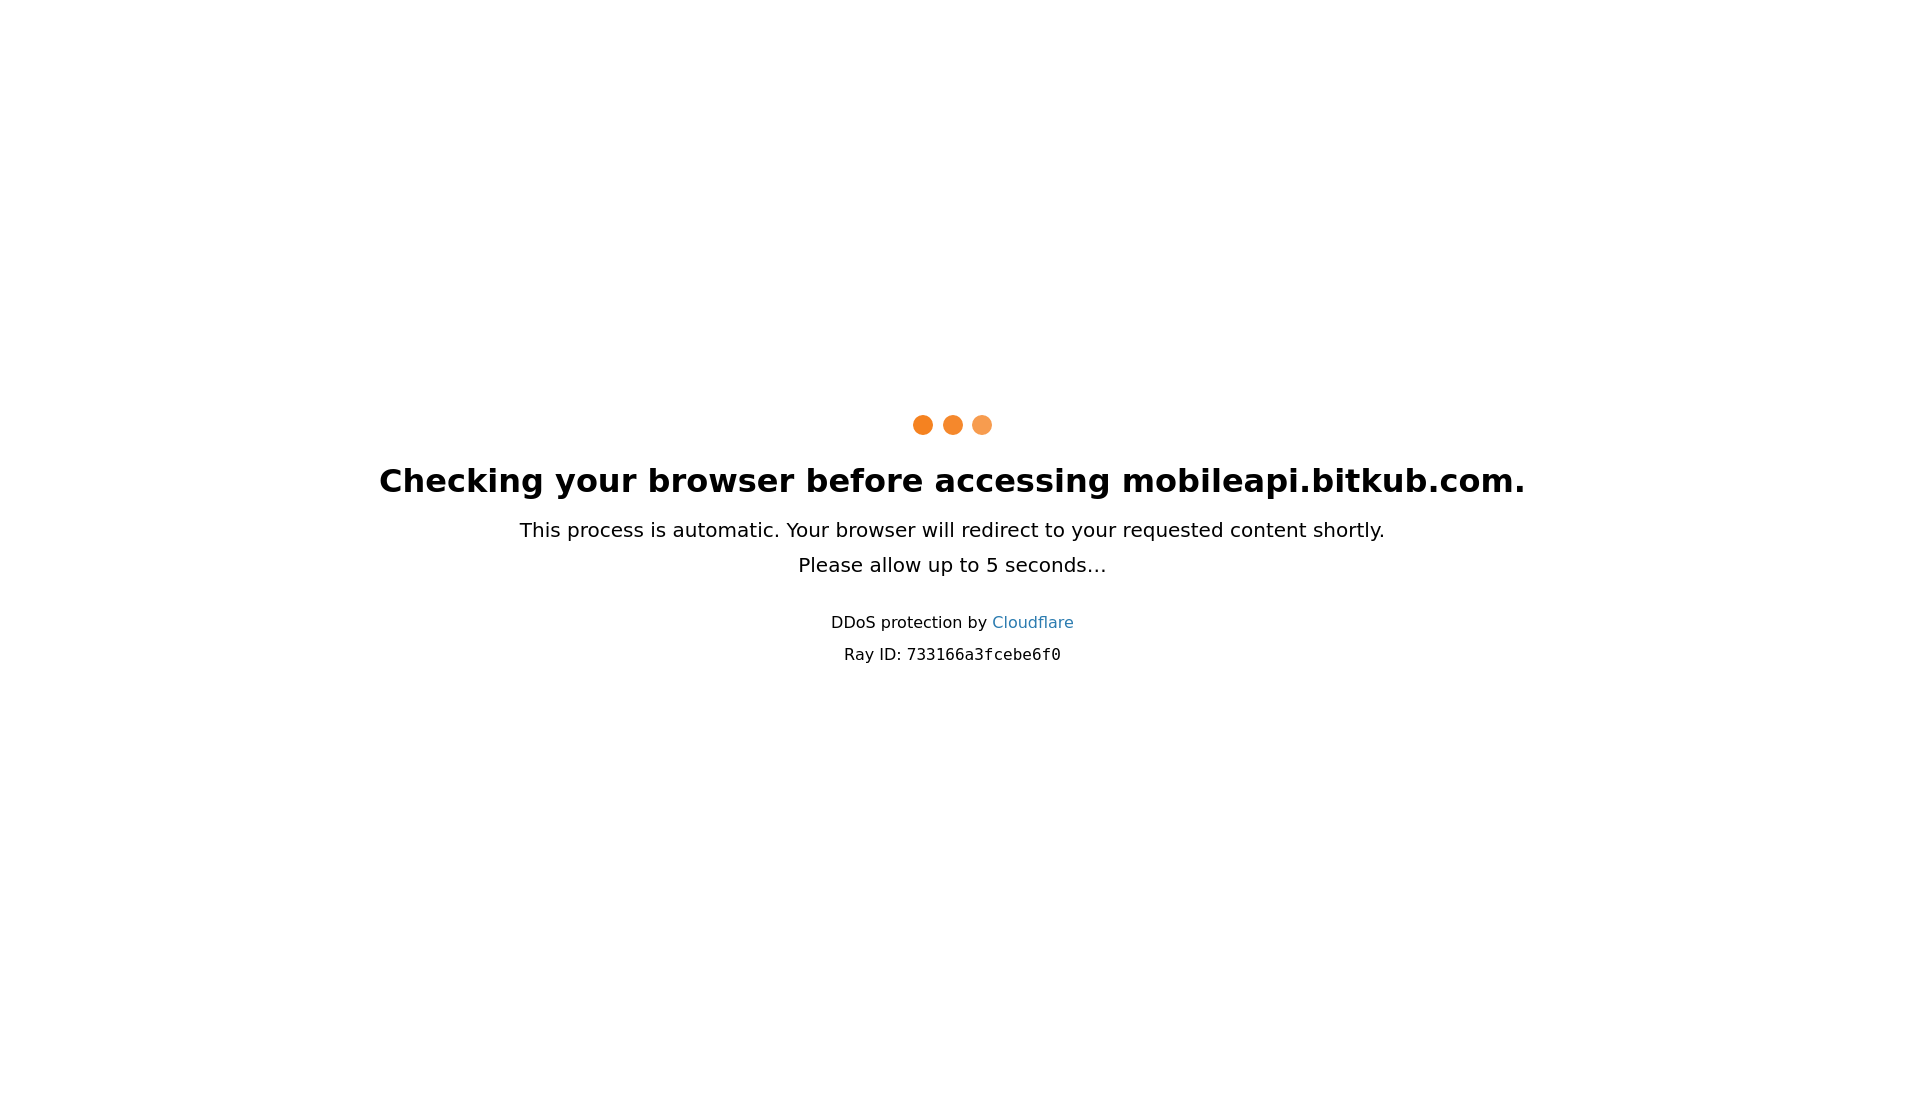 Checking your browser before accessing mobileapi.bitkub.com.
This process is automatic. Your browser will redirect to your requested content shortly.
Please allow up to 5 seconds…
DDoS protection by Cloudflare
Ray ID: 733166a3fcebe6f0